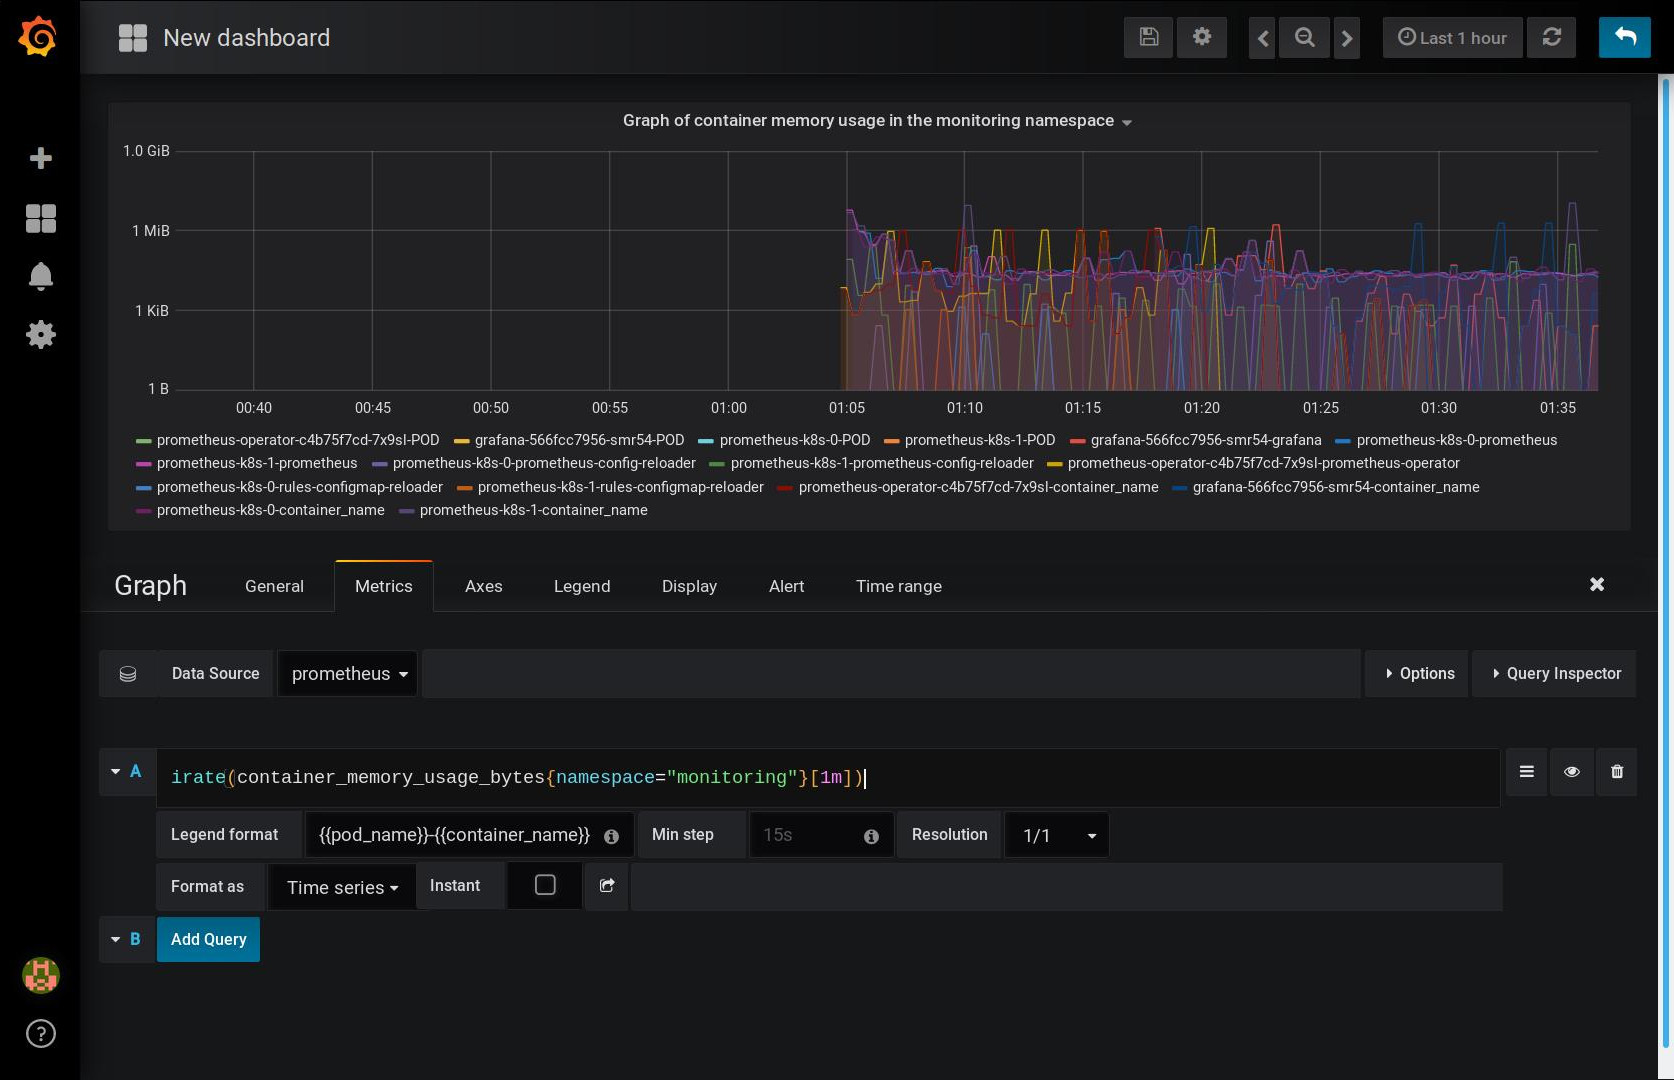 New dashboard
Last 1 hour
Graph of container memory usage in the monitoring namespace
1.0 GiB
1 MiB
1 KiB
1 B
00:40 00:45 00:50 00:55 01:00 01:05 01:10 01:15 01:20 01:25 01:30 01:35
prometheus-operator-c4b75f7cd-7x9sl-POD grafana-566fcc7956-smr54-POD prometheus-k8s-0-POD prometheus-k8s-1-POD grafana-566fcc7956-smr54-grafana prometheus-k8s-0-prometheus
prometheus-k8s-1-prometheus prometheus-k8s-0-prometheus-config-reloader prometheus-k8s-1-prometheus-config-reloader prometheus-operator-c4b75f7cd-7x9sl-prometheus-operator
prometheus-k8s-0-rules-configmap-reloader prometheus-k8s-1-rules-configmap-reloader prometheus-operator-c4b75f7cd-7x9sl-container_name grafana-566fcc7956-smr54-container_name
prometheus-k8s-0-container_name prometheus-k8s-1-container_name
Graph General Metrics Axes Legend Display Alert Time range
Data Source prometheus Options Query Inspector
A irate(container_memory_usage_bytes{namespace="monitoring"}[1m])
Legend format {{pod_name}}-{{container_name}} Min step 15s Resolution 1/1
Format as Time series Instant
B Add Query